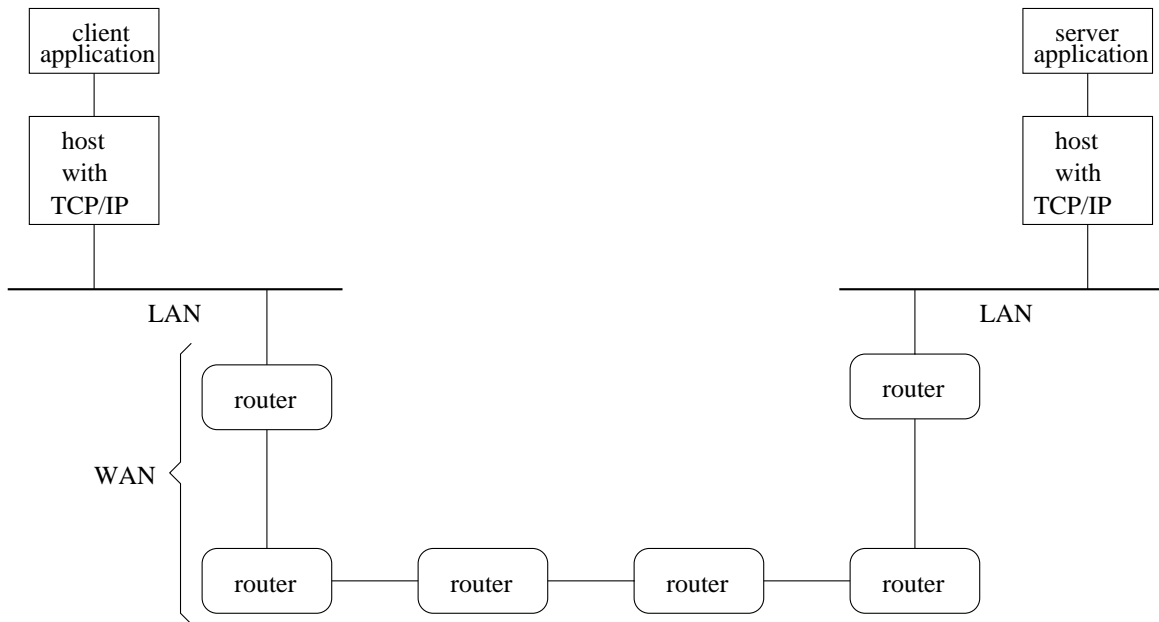 client
application
server
application
host
with
TCP/IP
host
with
TCP/IP
LAN
LAN
router
router
WAN
router
router
router
router